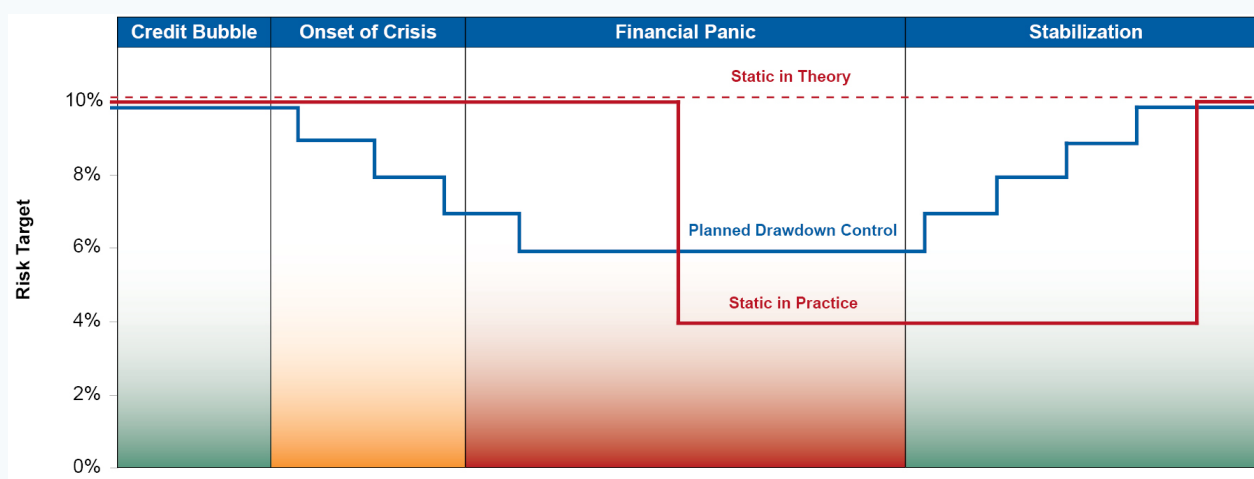 Credit Bubble
Onset of Crisis
Financial Panic
Stabilization
Static in Theory
10%
8%
Planned Drawdown Control
6%
Risk Target
Static in Practice
4%
2%
0%